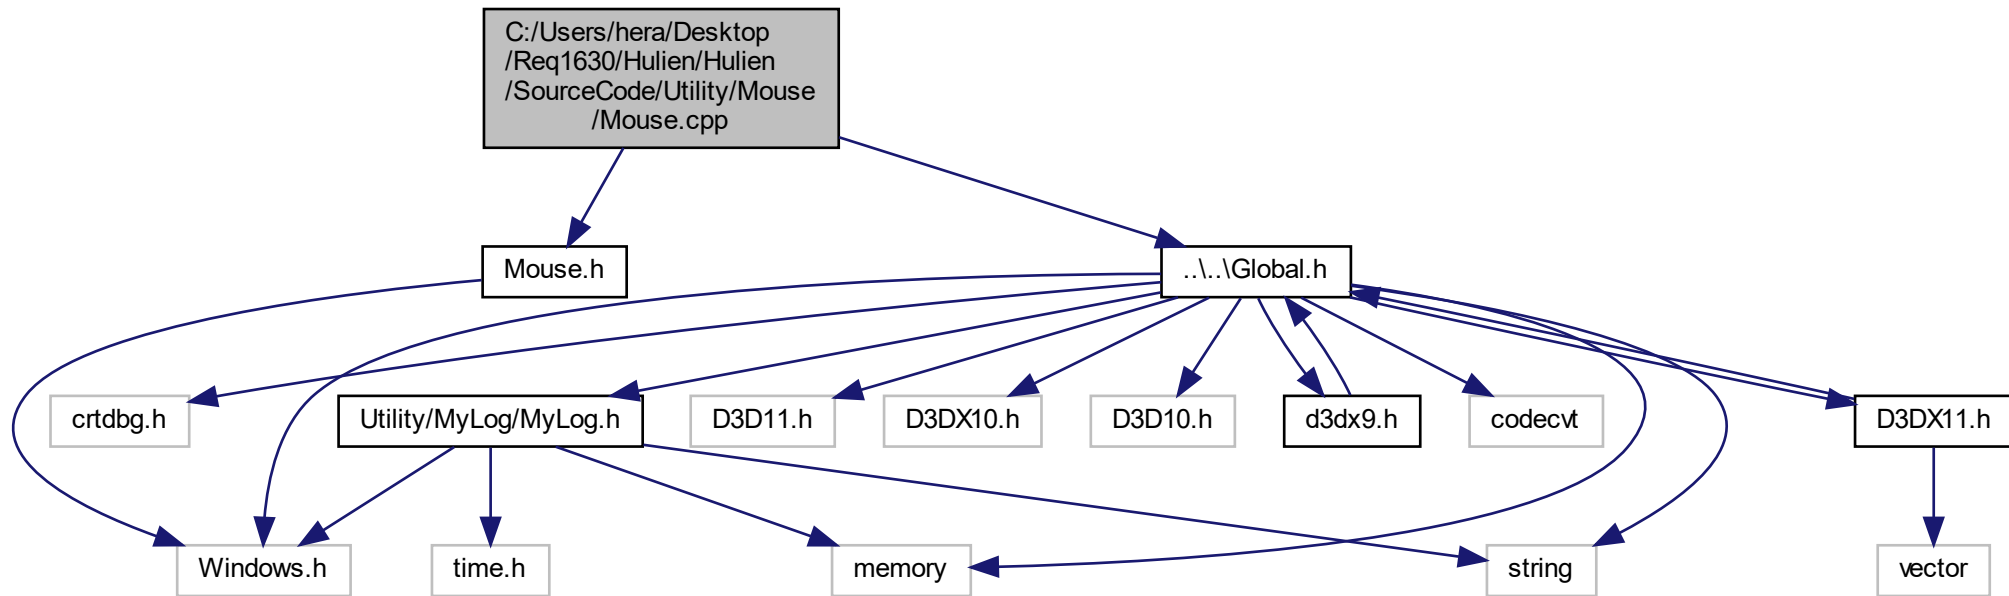 C:/Users/hera/Desktop
/Req1630/Hulien/Hulien
/SourceCode/Utility/Mouse
/Mouse.cpp
Mouse.h
..\..\Global.h
crtdbg.h
Utility/MyLog/MyLog.h
D3D11.h
D3DX10.h
D3D10.h
d3dx9.h
codecvt
D3DX11.h
Windows.h
time.h
memory
string
vector